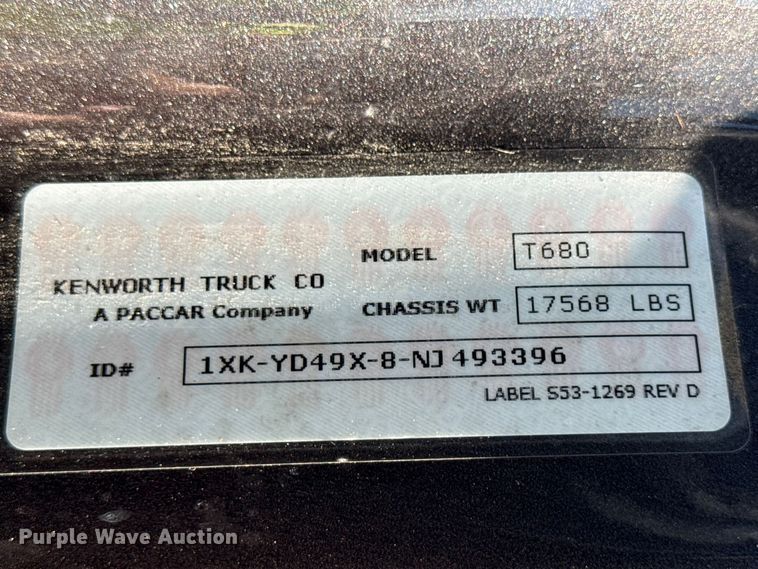 MODEL T680
KENWORTH TRUCK CO
A PACCAR Company
CHASSIS WT 17568 LBS
ID# 1XK-YD49X-8-NJ493396
LABEL S53-1269 REV D
Purple Wave Auction